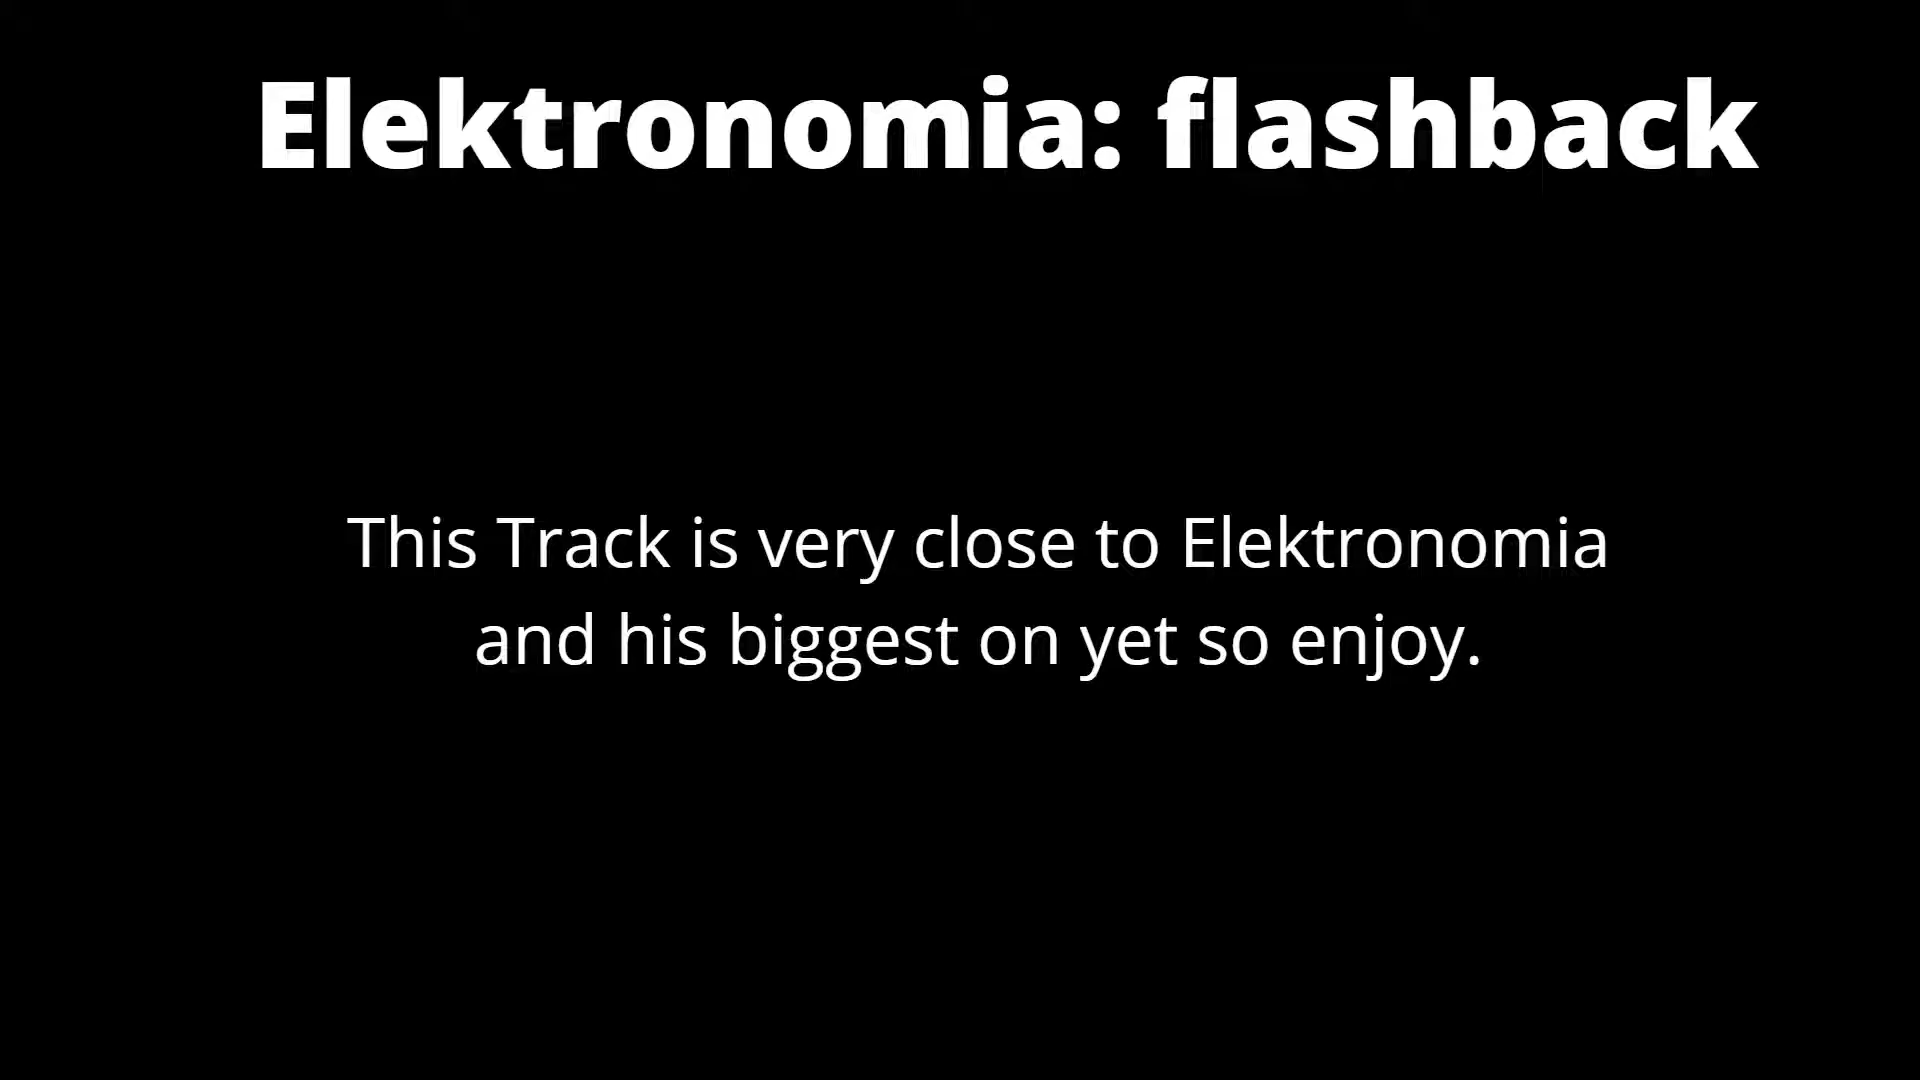 Elektronomia: flashback
This Track is very close to Elektronomia
and his biggest on yet so enjoy.